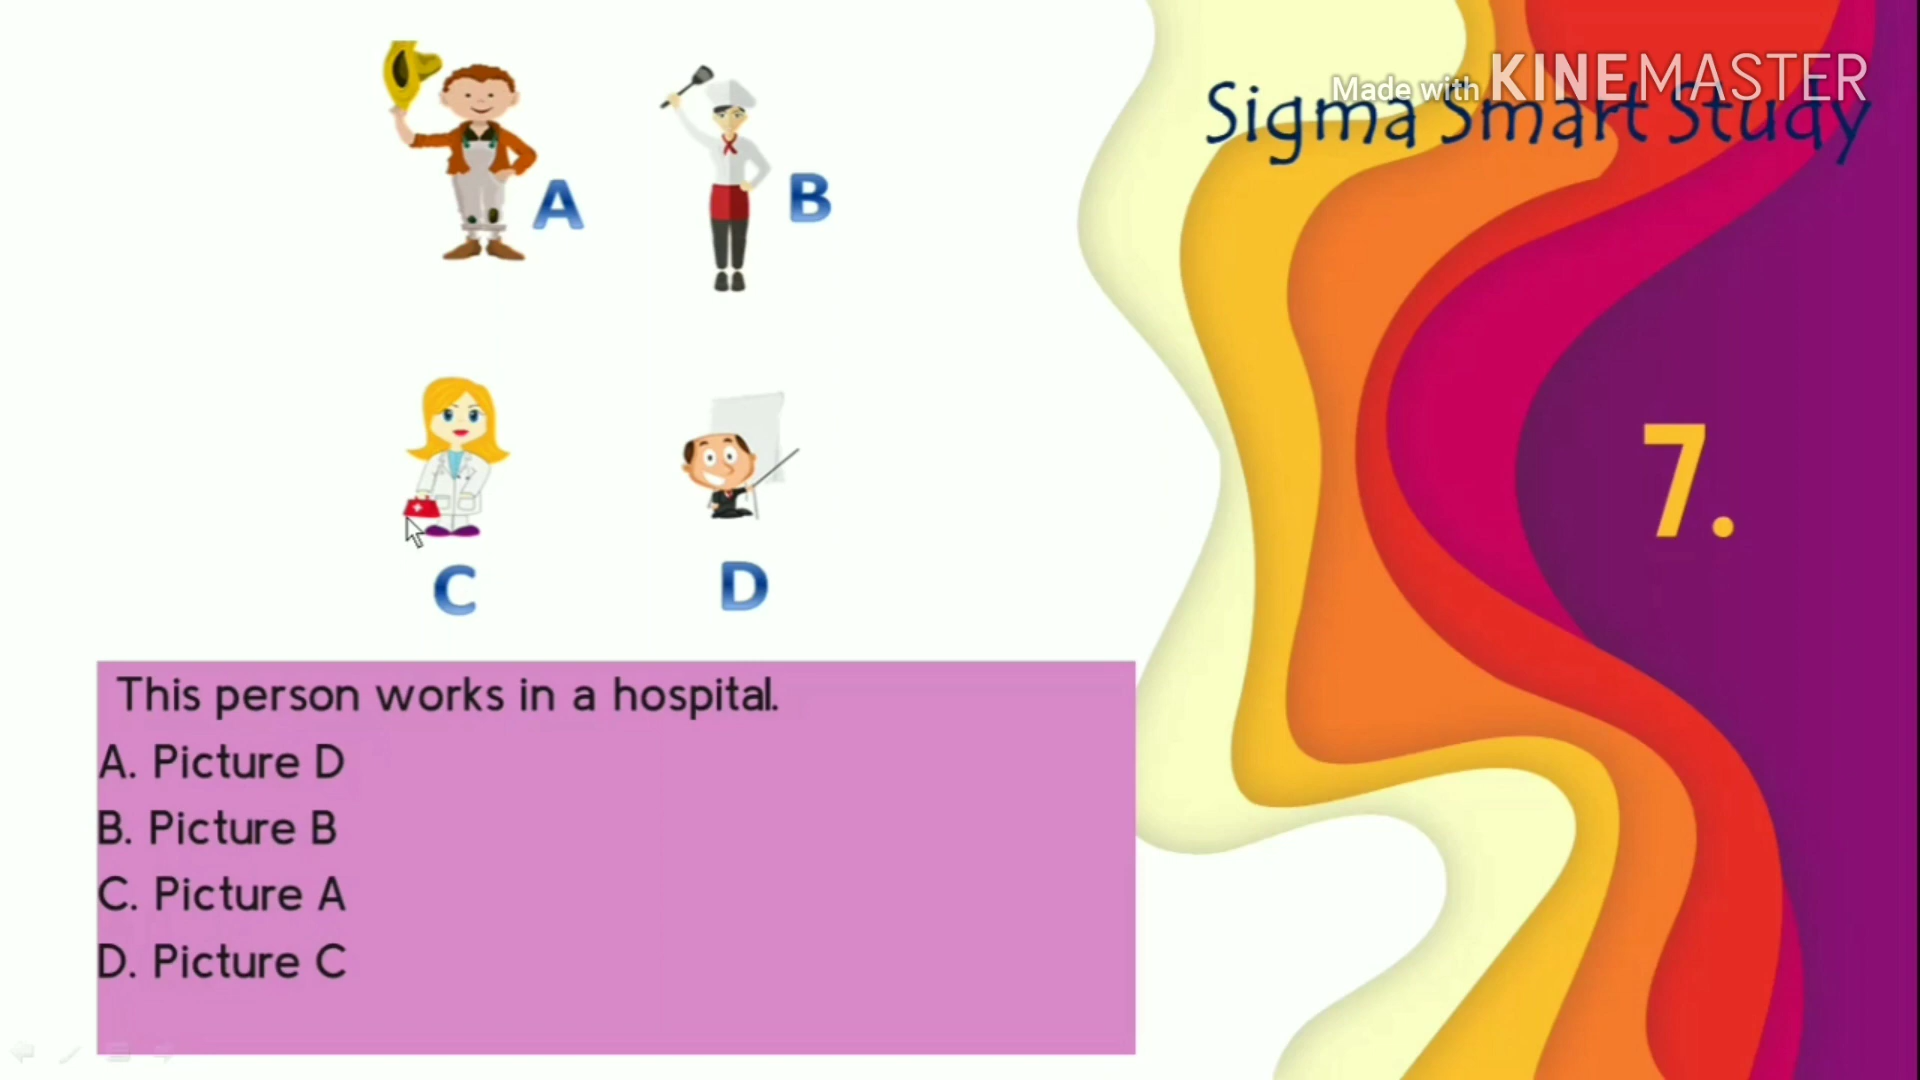 Made with KINEMASTER
Sigma Smart Study
A
B
C
D
7.
This person works in a hospital.
A. Picture D
B. Picture B
C. Picture A
D. Picture C